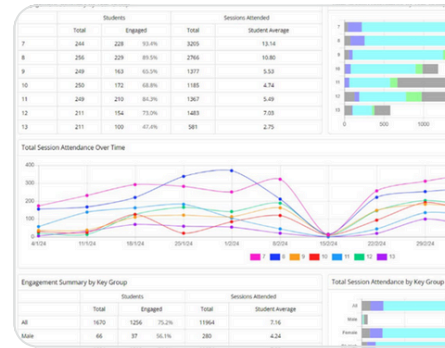 Students Sessions Attended
Total Engaged Total Student Average
7 244 228 93.4% 3205 13.14
8 256 229 89.5% 2766 10.80
9 249 163 65.5% 1377 5.53
10 250 172 68.8% 1185 4.74
11 249 210 84.3% 1367 5.49
12 211 154 73.0% 1483 7.03
13 211 100 47.4% 581 2.75
7
8
9
10
11
12
13
0 500 1000
Total Session Attendance Over Time
400
300
200
100
0
4/1/24 11/1/24 18/1/24 25/1/24 1/2/24 8/2/24 15/2/24 22/2/24 29/2/24
7 8 9 10 11 12 13
Engagement Summary by Key Group
Students Sessions Attended
Total Engaged Total Student Average
All 1670 1256 75.2% 11964 7.16
Male 66 37 56.1% 280 4.24
Total Session Attendance by Key Group
All
Male
Female